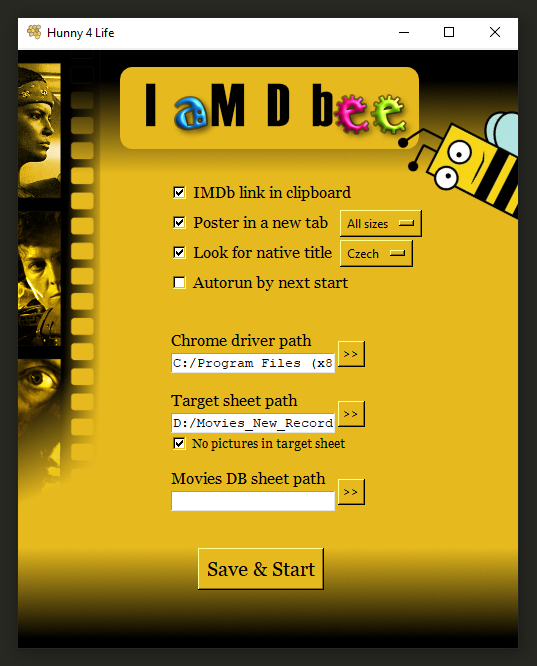 Hunny 4 Life
I aM D bee
IMDb link in clipboard
Poster in a new tab All sizes
Look for native title Czech
Autorun by next start
Chrome driver path
C:/Program Files (x8 >>
Target sheet path
D:/Movies_New_Record >>
No pictures in target sheet
Movies DB sheet path
>>
Save & Start